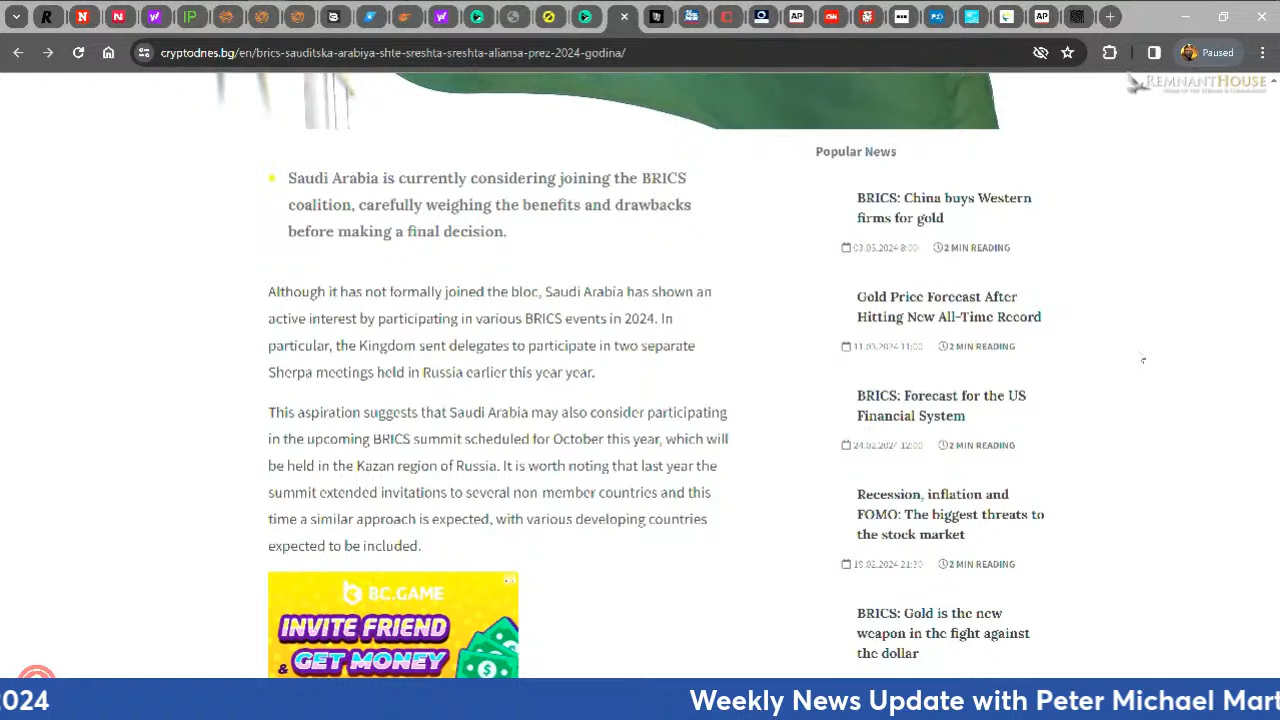 cryptodnes.bg/en/brics-sauditska-arabiya-shte-sreshta-sreshta-aliansa-prez-2024-godina/
Paused
REMNANTHOUSE
Saudi Arabia is currently considering joining the BRICS
coalition, carefully weighing the benefits and drawbacks
before making a final decision.
Although it has not formally joined the bloc, Saudi Arabia has shown an
active interest by participating in various BRICS events in 2024. In
particular, the Kingdom sent delegates to participate in two separate
Sherpa meetings held in Russia earlier this year year.
This aspiration suggests that Saudi Arabia may also consider participating
in the upcoming BRICS summit scheduled for October this year, which will
be held in the Kazan region of Russia. It is worth noting that last year the
summit extended invitations to several non-member countries and this
time a similar approach is expected, with various developing countries
expected to be included.
BC.GAME
INVITE FRIEND
& GET MONEY
Popular News
BRICS: China buys Western
firms for gold
03.03.2024 8:00 2 MIN READING
Gold Price Forecast After
Hitting New All-Time Record
11.03.2024 11:00 2 MIN READING
BRICS: Forecast for the US
Financial System
24.02.2024 12:00 2 MIN READING
Recession, inflation and
FOMO: The biggest threats to
the stock market
19.02.2024 21:30 2 MIN READING
BRICS: Gold is the new
weapon in the fight against
the dollar
2024 Weekly News Update with Peter Michael Mart